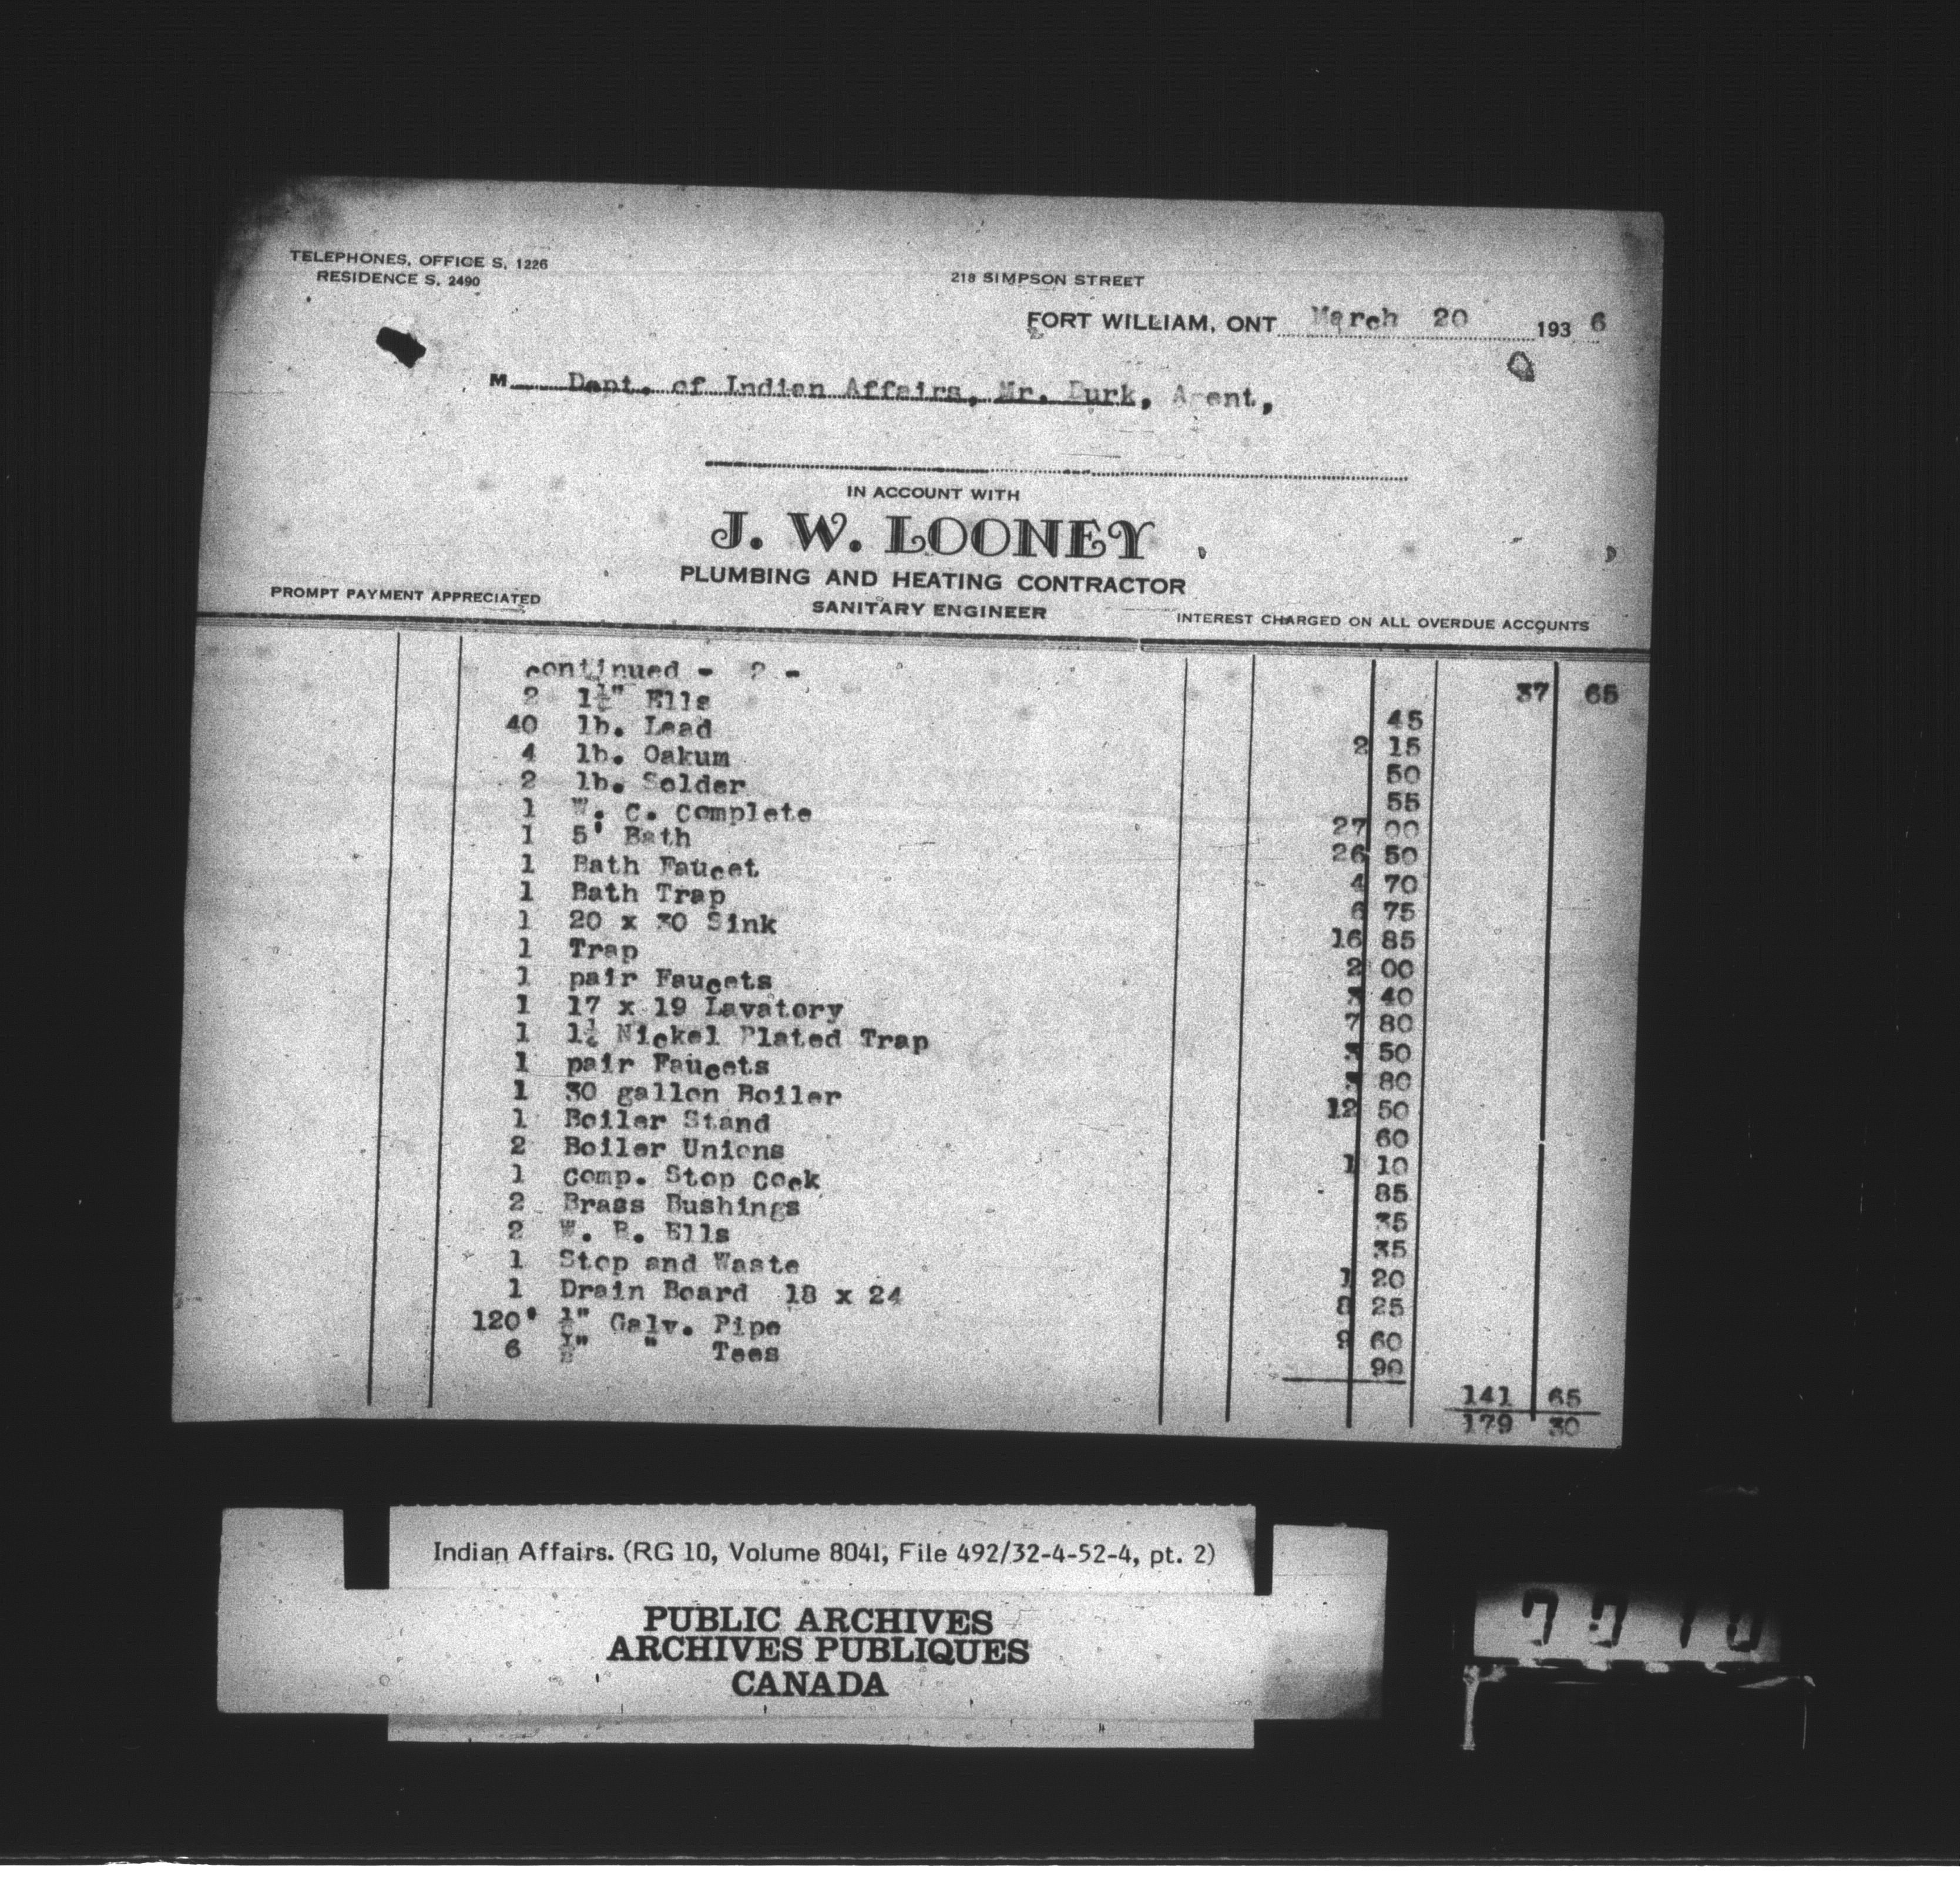 TELEPHONES, OFFICE S. 1226
RESIDENCE S. 2490
218 SIMPSON STREET
FORT WILLIAM, ONT. March 20 1936
M Dept. of Indian Affairs, Mr. Burk, Agent,
IN ACCOUNT WITH
J. W. LOONEY
PLUMBING AND HEATING CONTRACTOR
SANITARY ENGINEER
PROMPT PAYMENT APPRECIATED
INTEREST CHARGED ON ALL OVERDUE ACCOUNTS
continued - 2 - 37 65
2 Ells 45
40 lb. Lead 2 15
4 lb. Oakum 50
2 lb. Solder 55
1 W. C. Complete 27 00
1 5' Bath 26 50
1 Bath Faucet 4 70
1 Bath Trap 6 75
1 20 x 30 Sink 16 85
1 Trap 2 00
1 pair Faucets 3 40
1 17 x 19 Lavatory 7 80
1 1¼ Nickel Plated Trap 3 50
1 pair Faucets 3 80
1 30 gallon Boiler 12 50
1 Boiler Stand 60
2 Boiler Unions 1 10
1 Comp. Stop Cock 85
2 Brass Bushings 35
2 W. B. Ells 35
1 Stop and Waste 1 20
1 Drain Board 18 x 24 8 25
120' ½" Galv. Pipe 9 60
6 ½" " Tees 90
141 65
179 30
Indian Affairs. (RG 10, Volume 8041, File 492/32-4-52-4, pt. 2)
PUBLIC ARCHIVES
ARCHIVES PUBLIQUES
CANADA